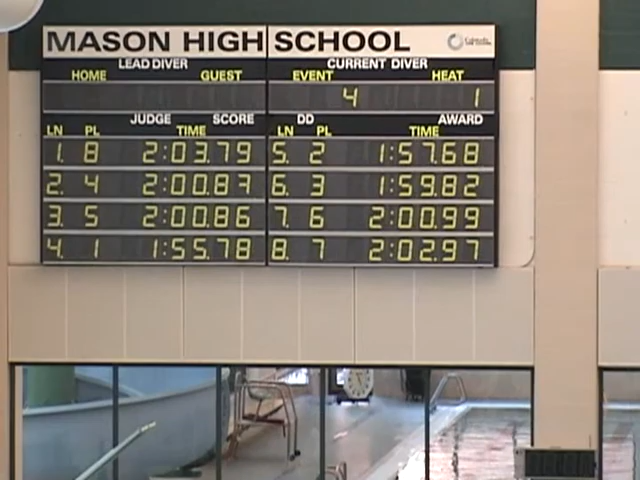 MASON HIGH SCHOOL
LEAD DIVER CURRENT DIVER
HOME GUEST EVENT HEAT
4 1
JUDGE SCORE DD AWARD
LN PL TIME LN PL TIME
1. 8 2:03.79 5. 2 1:57.68
2. 4 2:00.87 6. 3 1:59.82
3. 5 2:00.86 7. 6 2:00.99
4. 1 1:55.78 8. 7 2:02.97